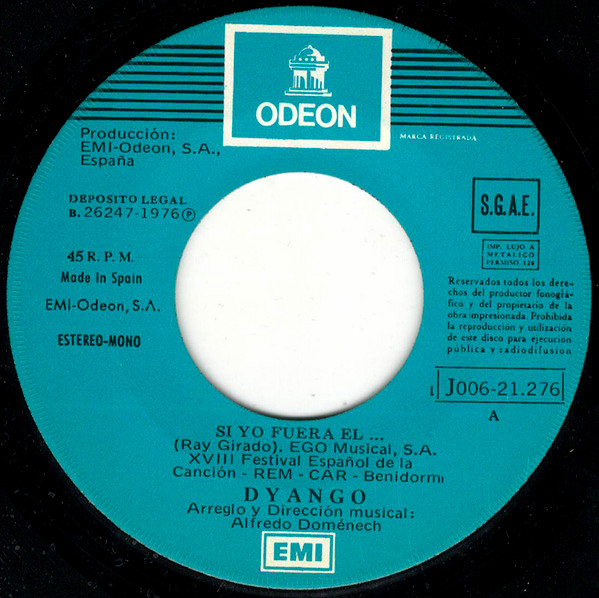 ODEON
MARCA REGISTRADA
Producción:
EMI-Odeon, S.A.,
España
DEPOSITO LEGAL
B. 26247-1976 Ⓟ
45 R. P. M.
Made in Spain
EMI-Odeon, S.A.
ESTEREO-MONO
S.G.A.E.
IMP. LUJO A
METALICO
PERMISO 128
Reservados todos los dere-
chos del productor fonográ-
fico y del propietario de la
obra impresionada. Prohibida
la reproducción y utilización
de este disco para ejecución
pública y radiodifusión
1 J006-21.276
A
SI YO FUERA EL ...
(Ray Girado). EGO Musical, S.A.
XVIII Festival Español de la
Canción - REM - CAR - Benidorm
DYANGO
Arreglo y Dirección musical:
Alfredo Doménech
EMI